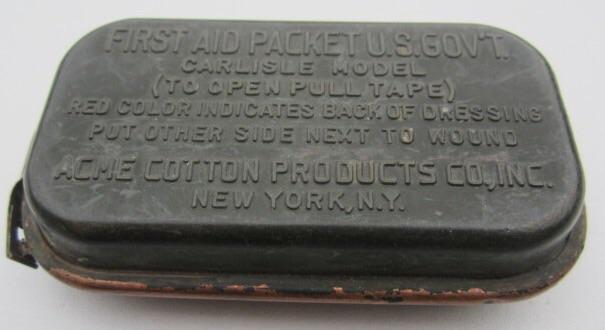 FIRST AID PACKET U.S. GOV'T.
CARLISLE MODEL
(TO OPEN PULL TAPE)
RED COLOR INDICATES BACK OF DRESSING
PUT OTHER SIDE NEXT TO WOUND
ACME COTTON PRODUCTS CO., INC.
NEW YORK, N.Y.